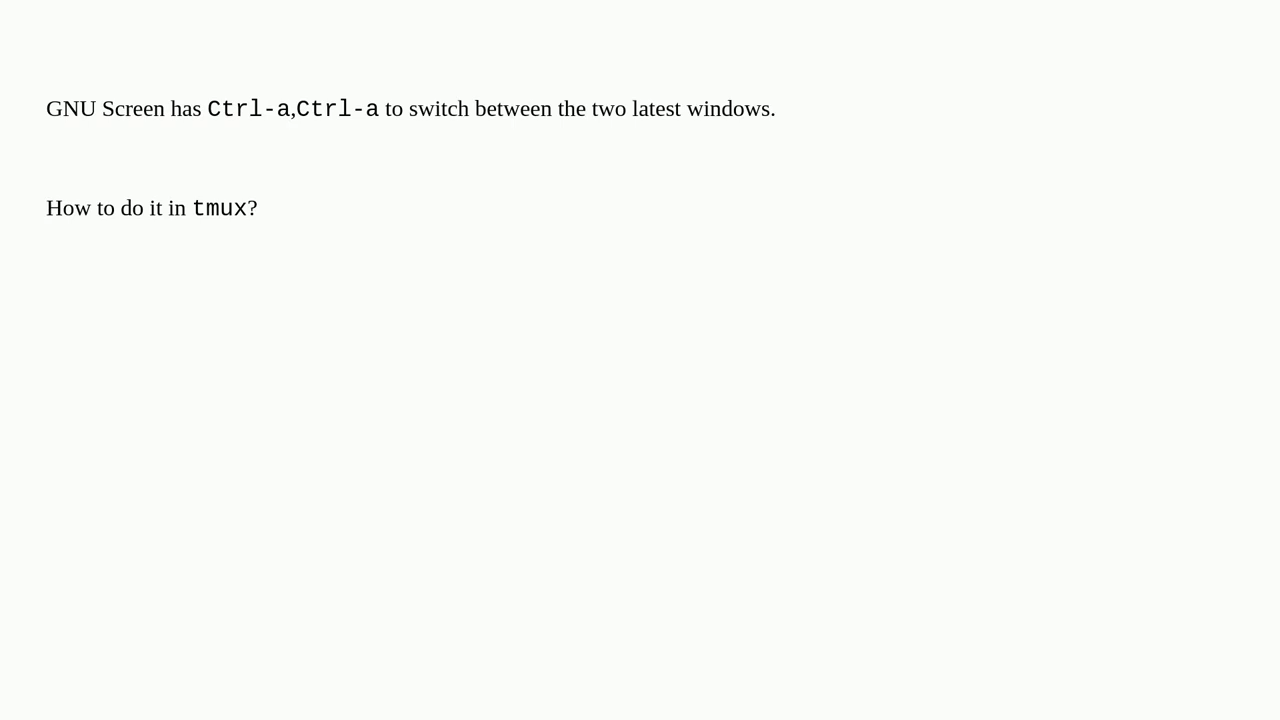 GNU Screen has Ctrl-a,Ctrl-a to switch between the two latest windows.
How to do it in tmux?